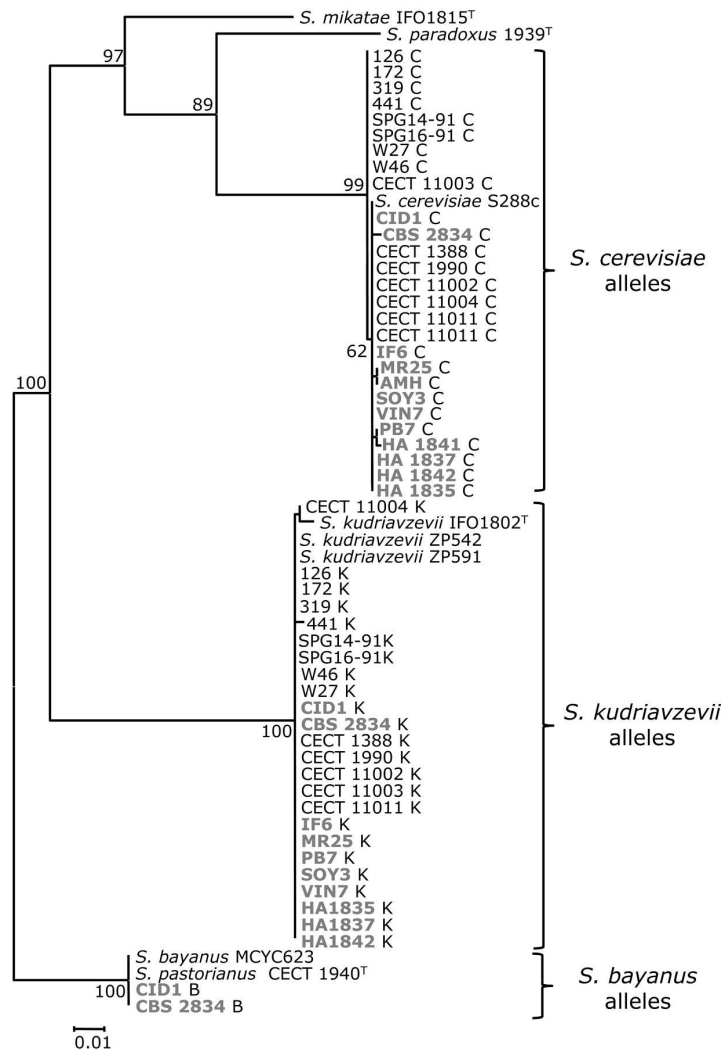 S. mikatae IFO1815T
S. paradoxus 1939T
97
126 C
172 C
319 C
441 C
89
SPG14-91 C
SPG16-91 C
W27 C
W46 C
99
CECT 11003 C
S. cerevisiae S288c
CID1 C
CBS 2834 C
CECT 1388 C
CECT 1990 C
CECT 11002 C
CECT 11004 C
CECT 11011 C
CECT 11011 C
S. cerevisiae
alleles
62
IF6 C
MR25 C
AMH C
SOY3 C
VIN7 C
PB7 C
HA 1841 C
HA 1837 C
HA 1842 C
HA 1835 C
100
CECT 11004 K
S. kudriavzevii IFO1802T
S. kudriavzevii ZP542
S. kudriavzevii ZP591
126 K
172 K
319 K
441 K
SPG14-91K
SPG16-91K
W46 K
W27 K
CID1 K
CBS 2834 K
100
CECT 1388 K
CECT 1990 K
CECT 11002 K
CECT 11003 K
CECT 11011 K
IF6 K
MR25 K
PB7 K
SOY3 K
VIN7 K
HA1835 K
HA1837 K
HA1842 K
S. kudriavzevii
alleles
S. bayanus MCYC623
S. pastorianus CECT 1940T
100
CID1 B
CBS 2834 B
S. bayanus
alleles
0.01